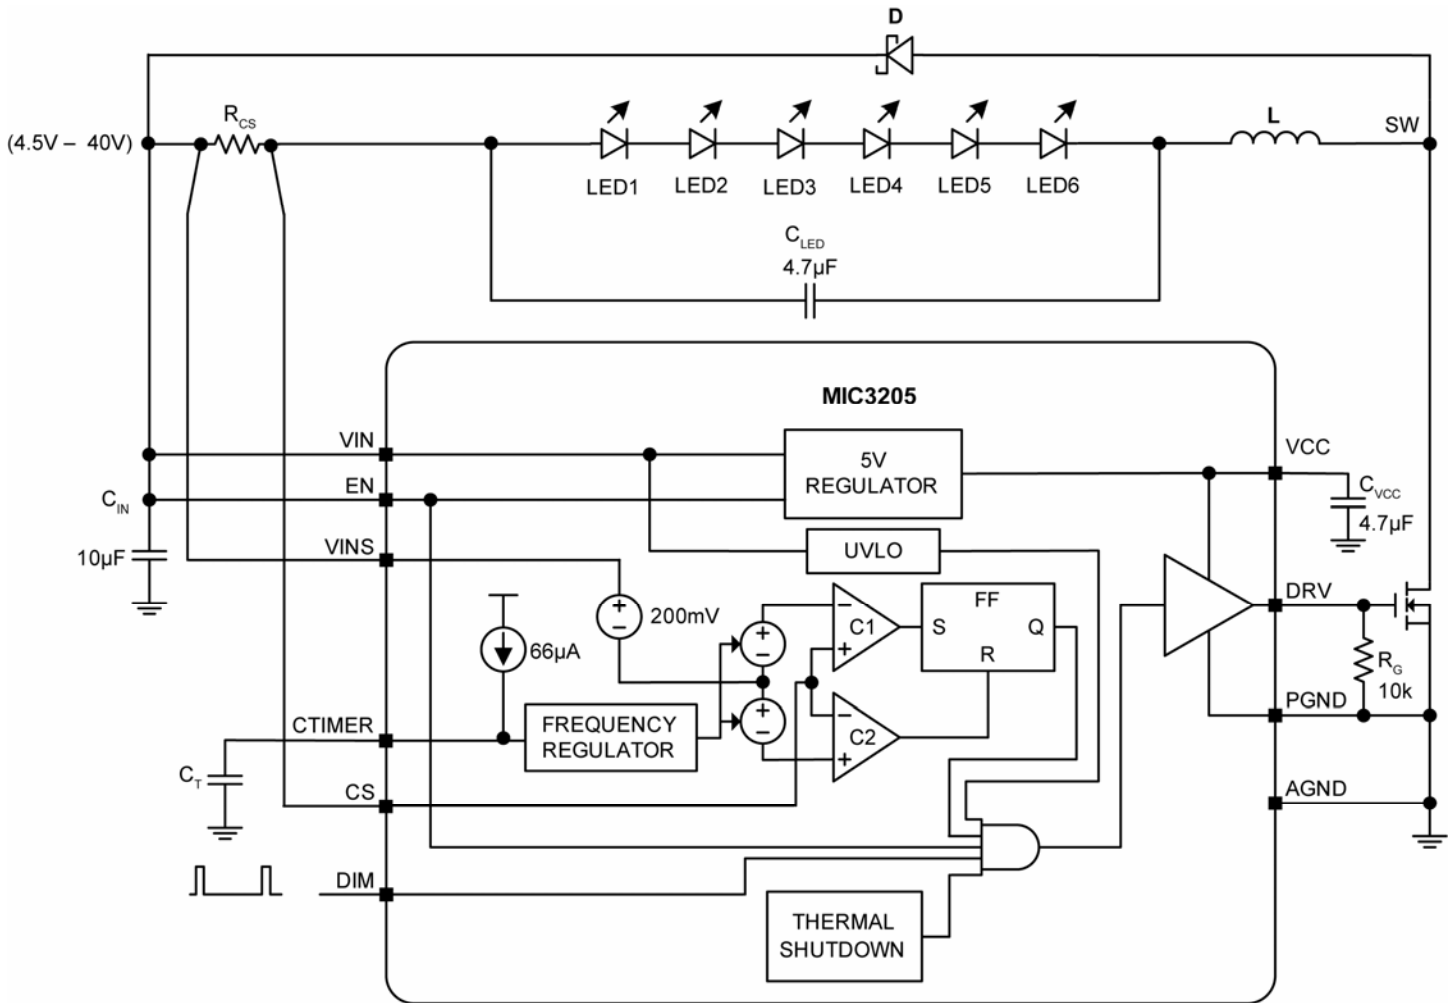 D
(4.5V – 40V)
RCS
L
SW
LED1
LED2
LED3
LED4
LED5
LED6
CLED
4.7µF
MIC3205
VIN
EN
VINS
CTIMER
CS
DIM
CIN
10µF
CT
5V
REGULATOR
UVLO
200mV
+
–
66µA
FREQUENCY
REGULATOR
+
–
+
–
–
C1
+
–
C2
+
FF
S
Q
R
THERMAL
SHUTDOWN
VCC
CVCC
4.7µF
DRV
RG
10k
PGND
AGND